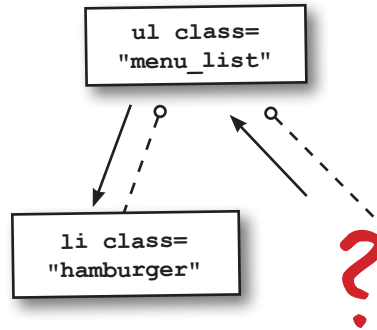 ul class=
"menu_list"
li class=
"hamburger"
?